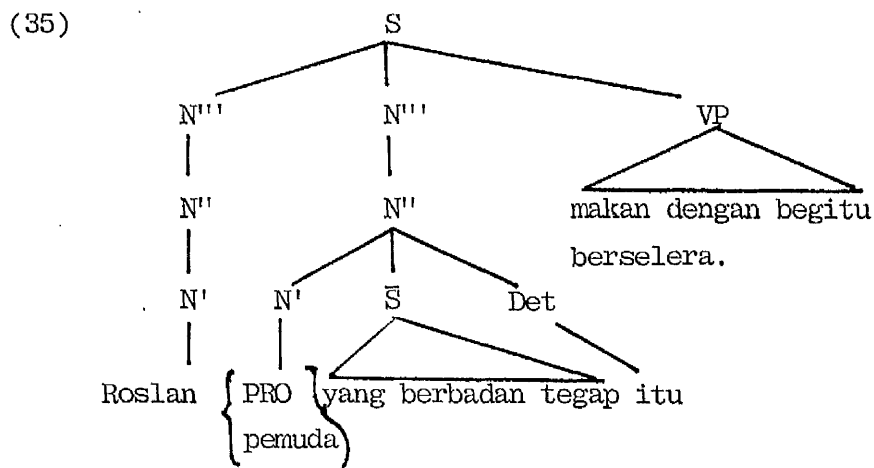 (35)
S
N''' N''' VP
N'' N'' makan dengan begitu
berselera.
N' N' S̄ Det
Roslan { PRO } yang berbadan tegap itu
pemuda